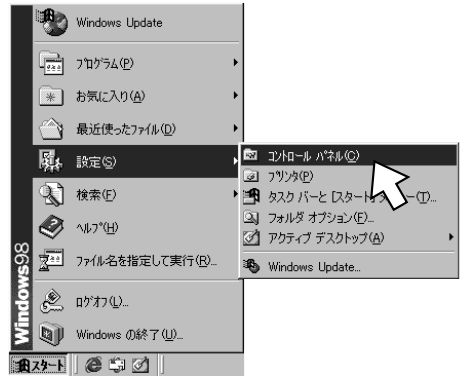 Windows Update
プログラム(P)
お気に入り(A)
最近使ったファイル(D)
設定(S)
検索(F)
ヘルプ(H)
ファイル名を指定して実行(R)...
ログオフ(L)...
Windows の終了(U)...
Windows98
スタート
コントロール パネル(C)
プリンタ(P)
タスク バーと [スタート]
(T)...
フォルダ オプション(F)...
アクティブ デスクトップ(A)
Windows Update...